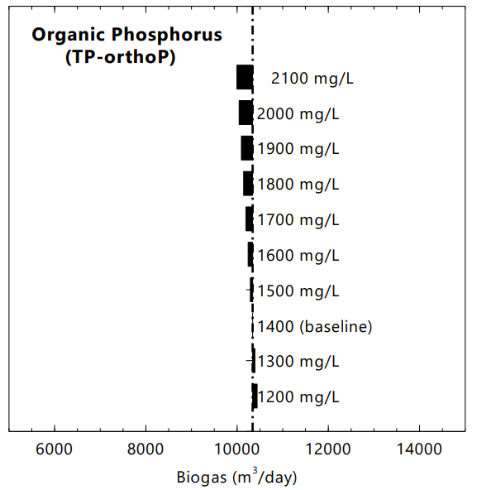 Organic Phosphorus
(TP-orthoP)
2100 mg/L
2000 mg/L
1900 mg/L
1800 mg/L
1700 mg/L
1600 mg/L
1500 mg/L
1400 (baseline)
1300 mg/L
1200 mg/L
6000 8000 10000 12000 14000
Biogas (m³/day)